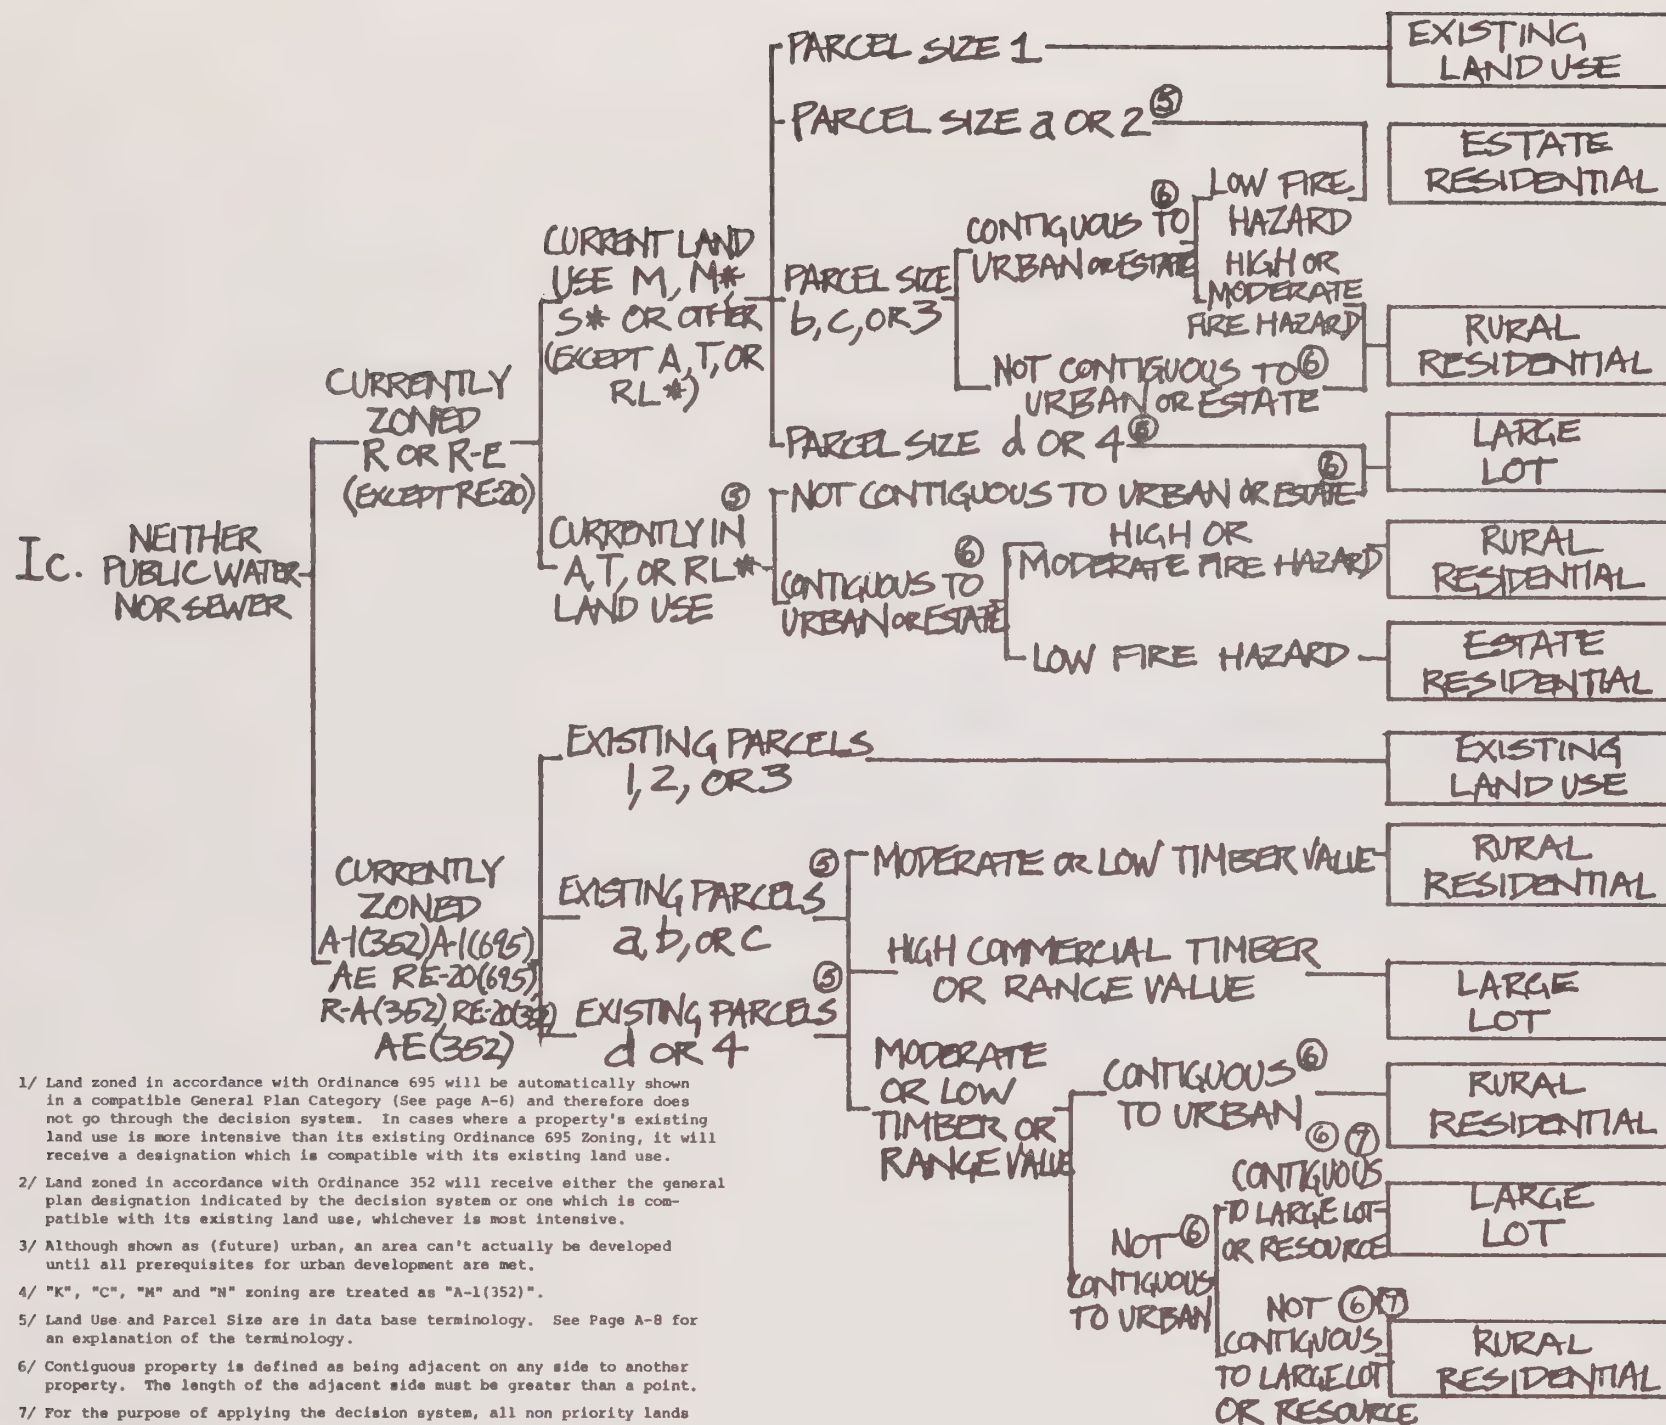 Ic. NEITHER
PUBLIC WATER
NOR SEWER
CURRENTLY
ZONED
R OR R-E
(EXCEPT RE-20)
CURRENT LAND
USE M, M*,
S* OR OTHER
(EXCEPT A, T, OR
RL*)
PARCEL SIZE 1
EXISTING
LAND USE
PARCEL SIZE a OR 2 ⑤
ESTATE
RESIDENTIAL
PARCEL SIZE
b, C, OR 3
CONTIGUOUS TO ⑥
URBAN OR ESTATE
LOW FIRE
HAZARD
HIGH OR
MODERATE
FIRE HAZARD
NOT CONTIGUOUS TO ⑥
URBAN OR ESTATE
RURAL
RESIDENTIAL
PARCEL SIZE d OR 4 ⑤
LARGE
LOT
CURRENTLY IN ⑤
A, T, OR RL*
LAND USE
NOT CONTIGUOUS TO URBAN OR ESTATE ⑥
CONTIGUOUS TO ⑥
URBAN OR ESTATE
HIGH OR
MODERATE FIRE HAZARD
RURAL
RESIDENTIAL
LOW FIRE HAZARD
ESTATE
RESIDENTIAL
CURRENTLY
ZONED
A-1(352) A-1(695)
AE RE-20(695),
R-A(352), RE-20(352)
AE(352)
EXISTING PARCELS
1, 2, OR 3
EXISTING
LAND USE
EXISTING PARCELS ⑤
a, b, OR C
MODERATE OR LOW TIMBER VALUE
RURAL
RESIDENTIAL
EXISTING PARCELS ⑤
d OR 4
HIGH COMMERCIAL TIMBER
OR RANGE VALUE
LARGE
LOT
MODERATE
OR LOW
TIMBER OR
RANGE VALUE
CONTIGUOUS ⑥
TO URBAN
RURAL
RESIDENTIAL
NOT ⑥
CONTIGUOUS
TO URBAN
⑥ ⑦
CONTIGUOUS
TO LARGE LOT
OR RESOURCE
LARGE
LOT
NOT ⑥ ⑦
CONTIGUOUS
TO LARGE LOT
OR RESOURCE
RURAL
RESIDENTIAL
1/ Land zoned in accordance with Ordinance 695 will be automatically shown
in a compatible General Plan Category (See page A-6) and therefore does
not go through the decision system. In cases where a property's existing
land use is more intensive than its existing Ordinance 695 Zoning, it will
receive a designation which is compatible with its existing land use.
2/ Land zoned in accordance with Ordinance 352 will receive either the general
plan designation indicated by the decision system or one which is com-
patible with its existing land use, whichever is most intensive.
3/ Although shown as (future) urban, an area can't actually be developed
until all prerequisites for urban development are met.
4/ "K", "C", "M" and "N" zoning are treated as "A-1(352)".
5/ Land Use and Parcel Size are in data base terminology. See Page A-8 for
an explanation of the terminology.
6/ Contiguous property is defined as being adjacent on any side to another
property. The length of the adjacent side must be greater than a point.
7/ For the purpose of applying the decision system, all non priority lands